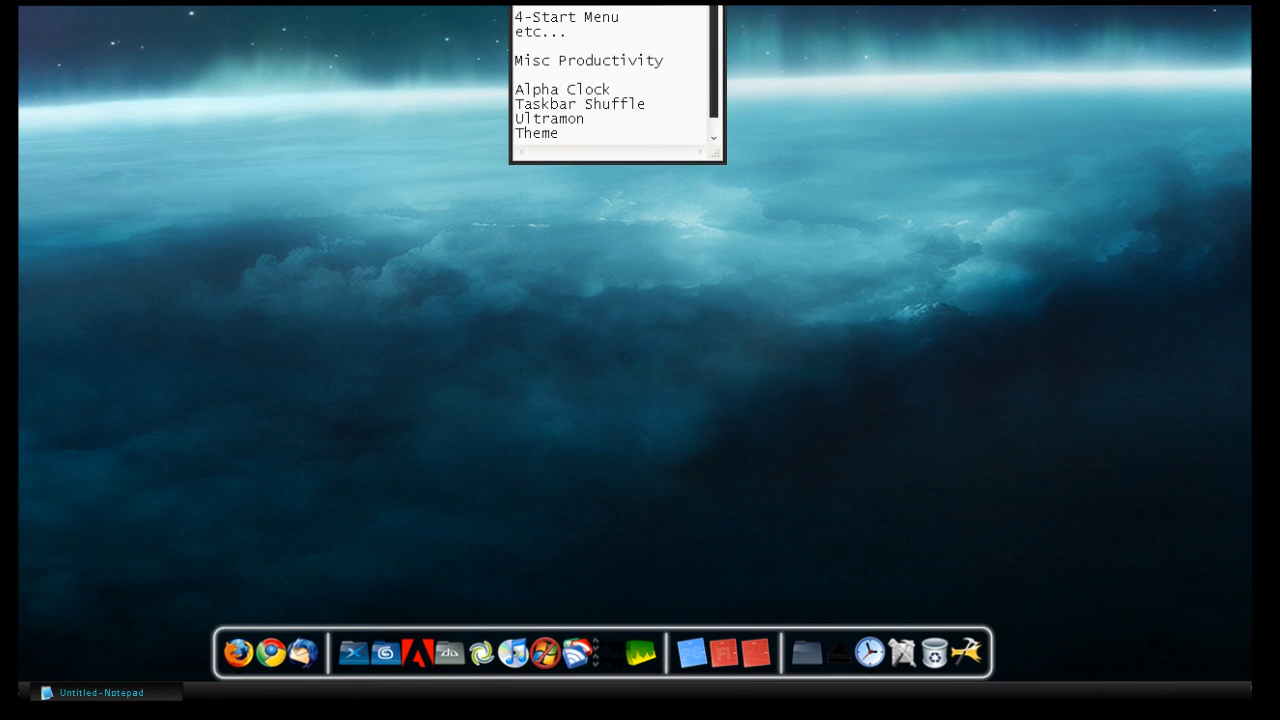 4-Start Menu
etc...
Misc Productivity
Alpha Clock
Taskbar Shuffle
Ultramon
Theme
Untitled-Notepad